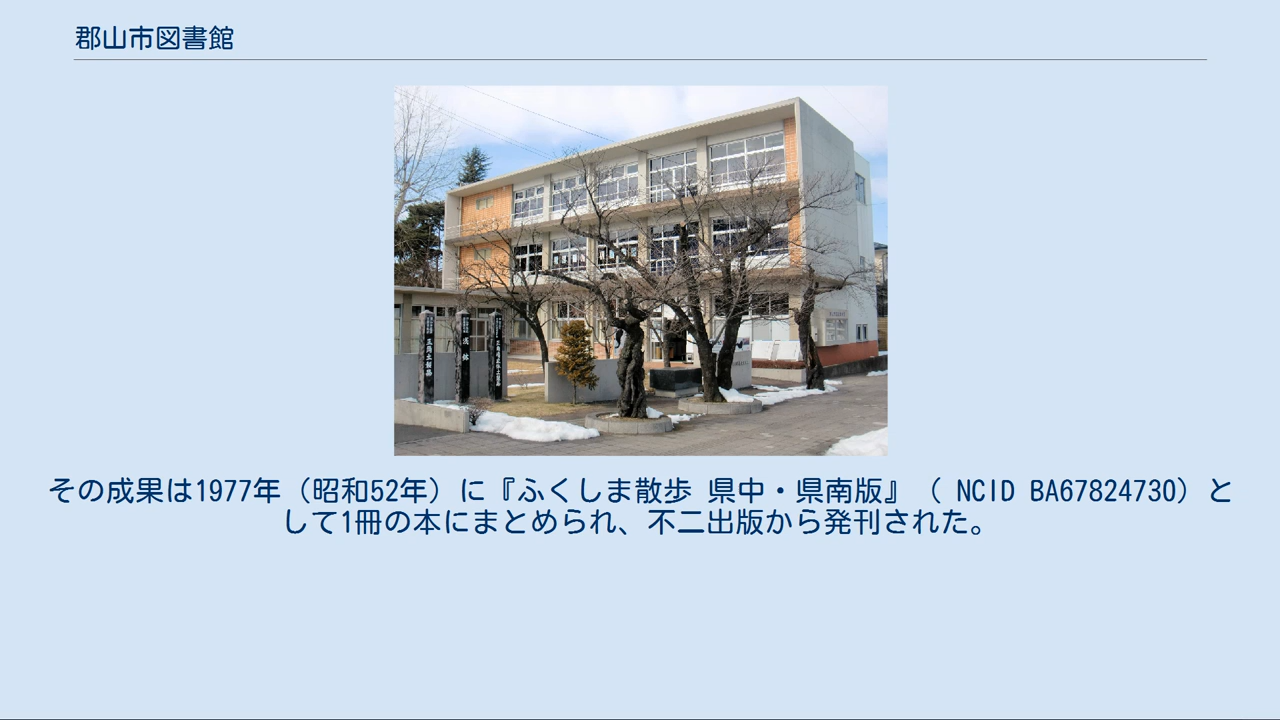 郡山市図書館
その成果は1977年（昭和52年）に『ふくしま散歩 県中・県南版』（ NCID BA67824730）と
して1冊の本にまとめられ、不二出版から発刊された。